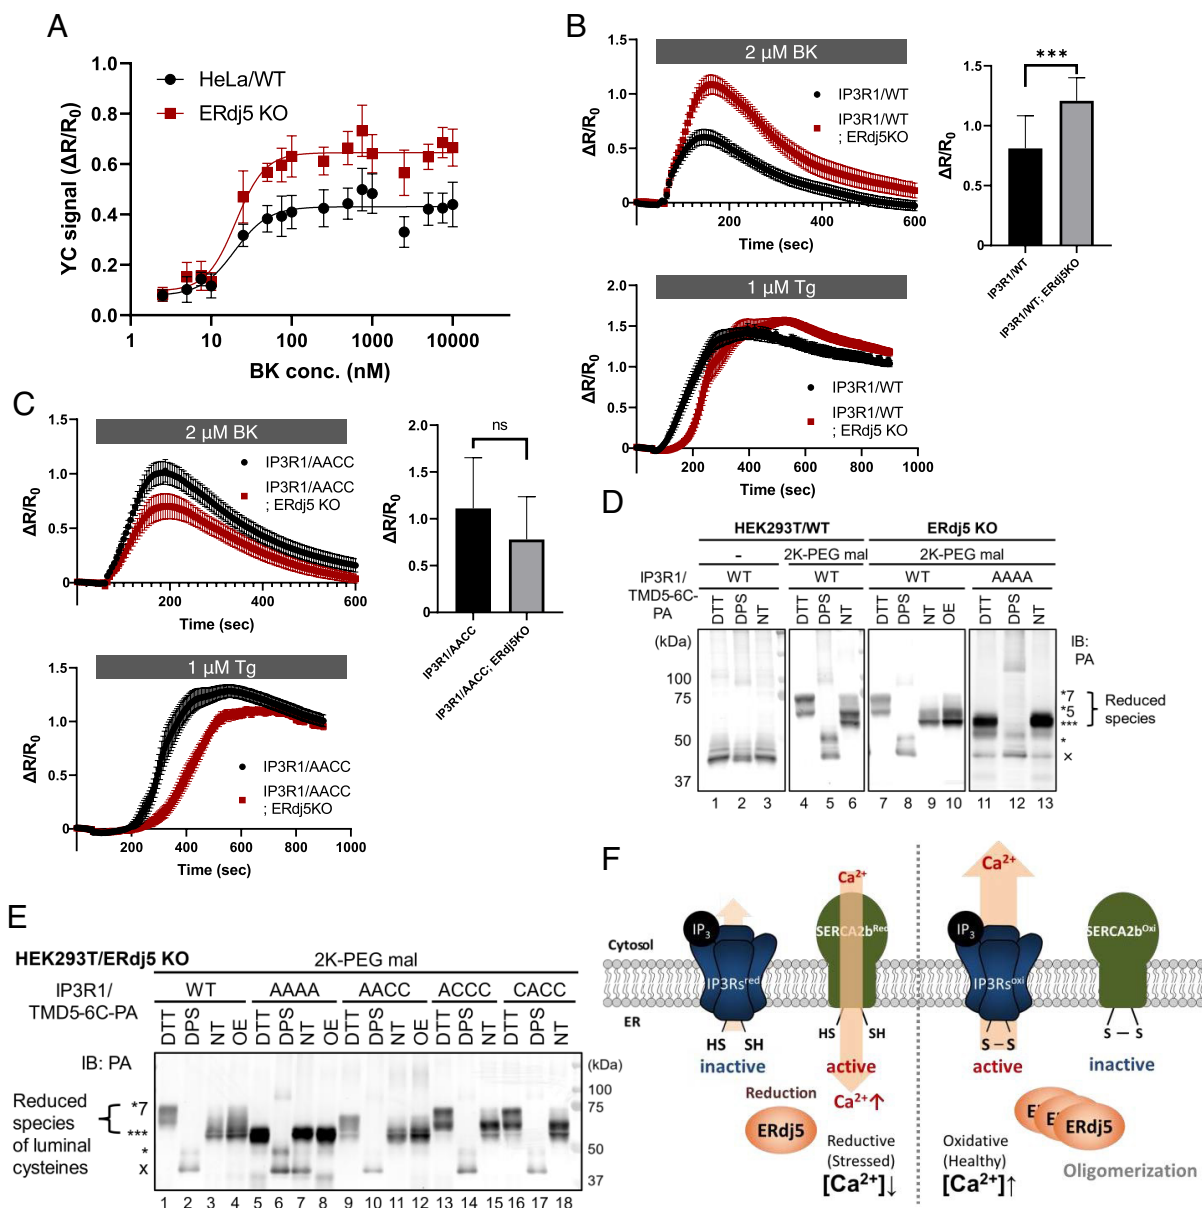 A
YC signal (ΔR/R0)
1.0
0.8
0.6
0.4
0.2
0.0
HeLa/WT
ERdj5 KO
1 10 100 1000 10000
BK conc. (nM)
B
ΔR/R0
1.5
1.0
0.5
0
2 µM BK
IP3R1/WT
IP3R1/WT
; ERdj5KO
200 400 600
Time (sec)
***
ΔR/R0
1.5
1.0
0.5
0.0
IP3R1/WT
IP3R1/WT; ERdj5KO
ΔR/R0
2.0
1.5
1.0
0.5
0
1 µM Tg
IP3R1/WT
IP3R1/WT
; ERdj5 KO
200 400 600 800 1000
Time (sec)
C
ΔR/R0
1.5
1.0
0.5
0
2 µM BK
IP3R1/AACC
IP3R1/AACC
; ERdj5 KO
200 400 600
Time (sec)
ns
ΔR/R0
2.0
1.5
1.0
0.5
0.0
IP3R1/AACC
IP3R1/AACC; ERdj5KO
ΔR/R0
1.5
1.0
0.5
0
1 µM Tg
IP3R1/AACC
IP3R1/AACC
; ERdj5KO
200 400 600 800 1000
Time (sec)
D
HEK293T/WT ERdj5 KO
- 2K-PEG mal 2K-PEG mal
IP3R1/
TMD5-6C-
PA
WT WT WT AAAA
DTT DPS NT DTT DPS NT DTT DPS NT OE DTT DPS NT
(kDa)
100
75
50
37
IB:
PA
*7
*5
***
*
×
Reduced
species
1 2 3 4 5 6 7 8 9 10 11 12 13
E
HEK293T/ERdj5 KO 2K-PEG mal
IP3R1/
TMD5-6C-PA
WT AAAA AACC ACCC CACC
DTT DPS NT OE DTT DPS NT OE DTT DPS NT OE DTT DPS NT DTT DPS NT
IB: PA
Reduced
species
of luminal
cysteines
*7
***
*
x
(kDa)
100
75
50
37
1 2 3 4 5 6 7 8 9 10 11 12 13 14 15 16 17 18
F
Ca2+
Ca2+
IP3
SERCA2bRed
IP3
SERCA2bOxi
Cytosol
IP3Rsred
IP3Rsoxi
ER
HS SH
HS SH
S – S
S – S
inactive
active
active
inactive
Reduction
ERdj5
Ca2+↑
Reductive
(Stressed)
[Ca2+]↓
Oxidative
(Healthy)
[Ca2+]↑
ERdj5
Oligomerization